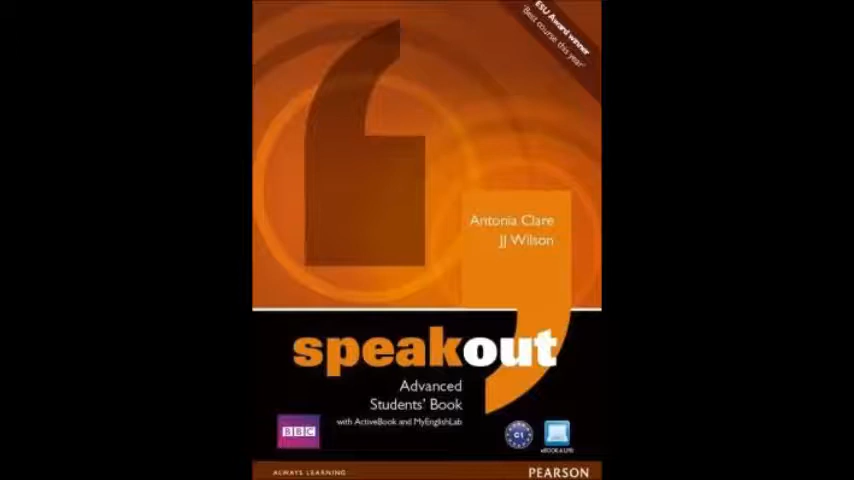 ESU Award winner
'Best course this year'
Antonia Clare
JJ Wilson
speakout
Advanced
Students' Book
with ActiveBook and MyEnglishLab
BBC
C1
ALWAYS LEARNING
PEARSON